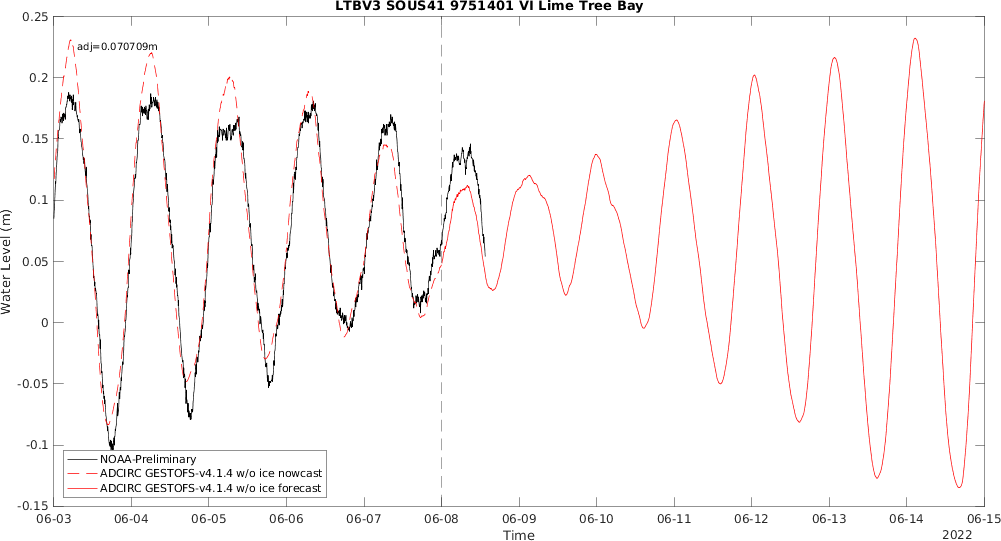 LTBV3 SOUS41 9751401 VI Lime Tree Bay
adj=0.070709m
0.25
0.2
0.15
0.1
0.05
0
-0.05
-0.1
-0.15
Water Level (m)
NOAA-Preliminary
ADCIRC GESTOFS-v4.1.4 w/o ice nowcast
ADCIRC GESTOFS-v4.1.4 w/o ice forecast
06-03 06-04 06-05 06-06 06-07 06-08 06-09 06-10 06-11 06-12 06-13 06-14 06-15
Time
2022